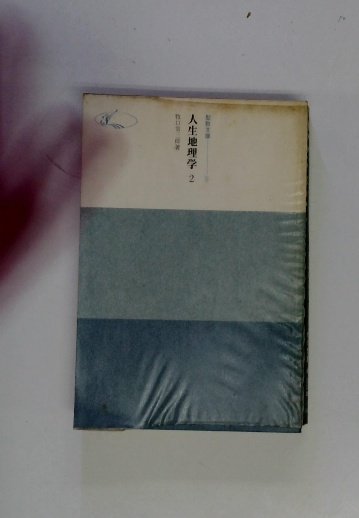 聖教文庫
人生地理学 2
牧口常三郎著